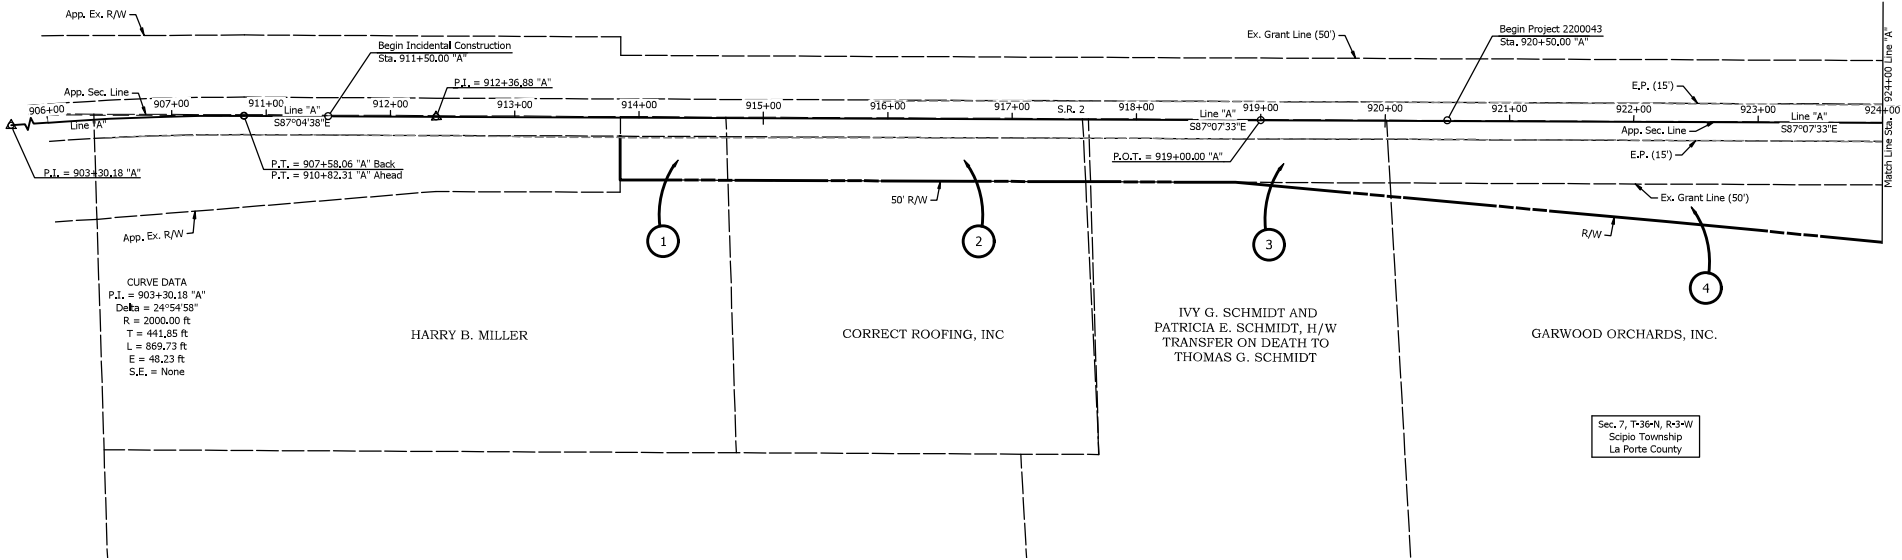 App. Ex. R/W
Begin Incidental Construction
Sta. 911+50.00 "A"
Ex. Grant Line (50')
Begin Project 2200043
Sta. 920+50.00 "A"
Match Line Sta. 924+00 Line "A"
P.I. = 912+36.88 "A"
E.P. (15')
App. Sec. Line
906+00
907+00
911+00
Line "A"
912+00
913+00
914+00
915+00
916+00
917+00
S.R. 2
918+00
Line "A"
919+00
920+00
921+00
922+00
923+00
Line "A"
924+00
Line "A"
S87°04'38"E
S87°07'33"E
App. Sec. Line
S87°07'33"E
P.I. = 903+30.18 "A"
P.T. = 907+58.06 "A" Back
P.T. = 910+82.31 "A" Ahead
P.O.T. = 919+00.00 "A"
E.P. (15')
50' R/W
Ex. Grant Line (50')
App. Ex. R/W
R/W
1
2
3
4
CURVE DATA
P.I. = 903+30.18 "A"
Delta = 24°54'58"
R = 2000.00 ft
T = 441.85 ft
L = 869.73 ft
E = 48.23 ft
S.E. = None
HARRY B. MILLER
CORRECT ROOFING, INC
IVY G. SCHMIDT AND
PATRICIA E. SCHMIDT, H/W
TRANSFER ON DEATH TO
THOMAS G. SCHMIDT
GARWOOD ORCHARDS, INC.
Sec. 7, T-36-N, R-3-W
Scipio Township
La Porte County